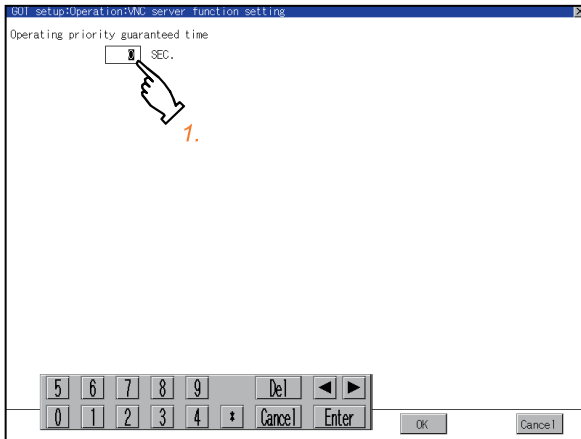 GOT setup:Operation:VNC server function setting
Operating priority guaranteed time
0 SEC.
1.
5 6 7 8 9 Del ◀ ▶
0 1 2 3 4 * Cancel Enter
OK Cancel